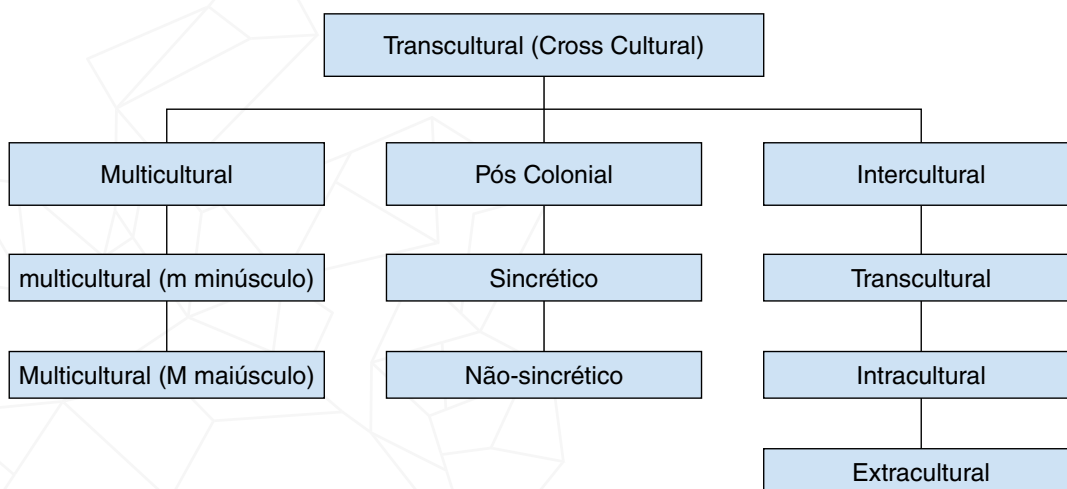 Transcultural (Cross Cultural)
Multicultural
Pós Colonial
Intercultural
multicultural (m minúsculo)
Sincrético
Transcultural
Multicultural (M maiúsculo)
Não-sincrético
Intracultural
Extracultural